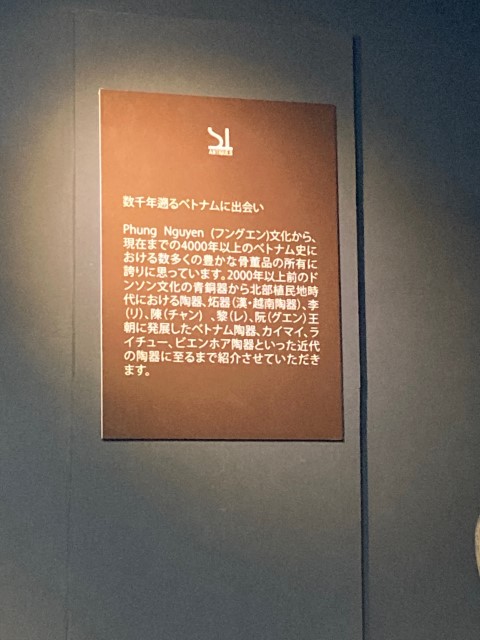 数千年遡るベトナムに出会い
Phung Nguyen (フングエン)文化から、
現在までの4000年以上のベトナム史に
おける数多くの豊かな骨董品の所有に
誇りに思っています。2000年以上前のド
ンソン文化の青銅器から北部植民地時
代における陶器、炻器(漢・越南陶器)、李
(リ)、陳(チャン) 、黎(レ)、阮(グエン)王
朝に発展したベトナム陶器、カイマイ、ラ
イチュー、ビエンホア陶器といった近代
の陶器に至るまで紹介させていただき
ます。